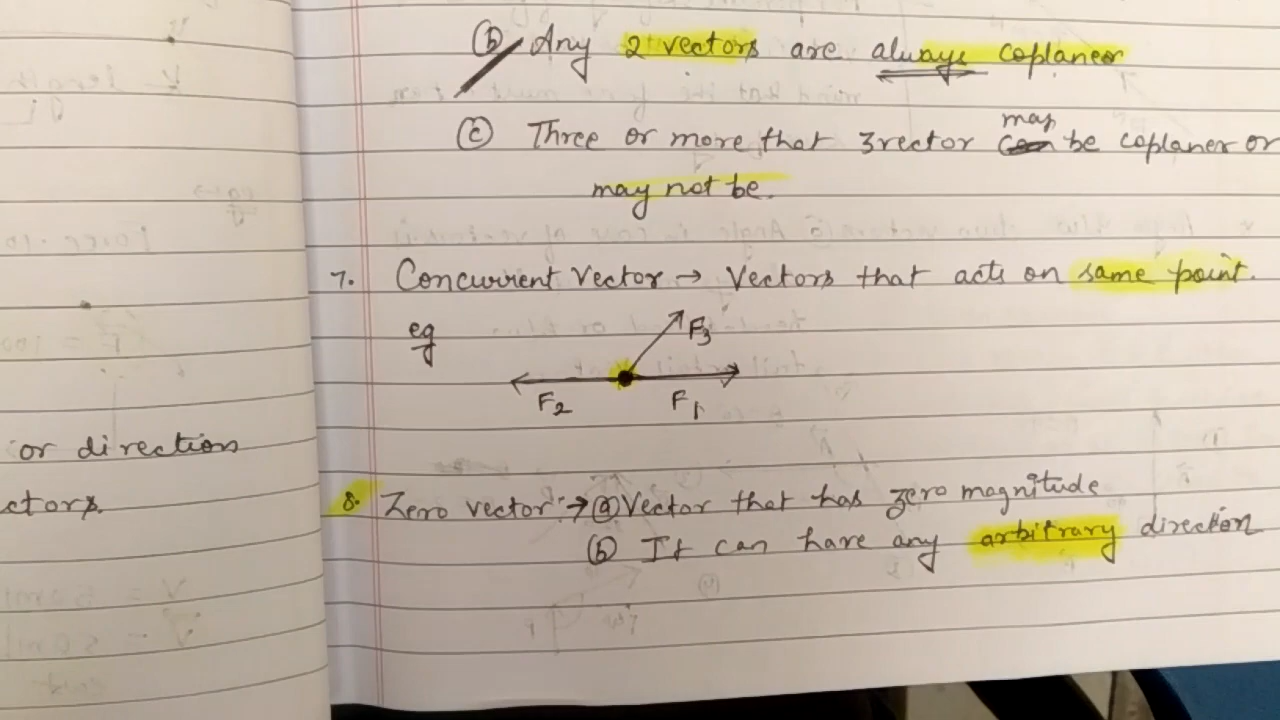 (b) Any 2 vectors are always coplaner
(c) Three or more that 3 vector may be coplaner or
may not be.
7. Concurrent Vector → Vectors that acts on same point.
eg
F3
F2 F1
or direction
ctors.
8. Zero vector → (a) Vector that has zero magnitude
(b) It can have any arbitrary direction